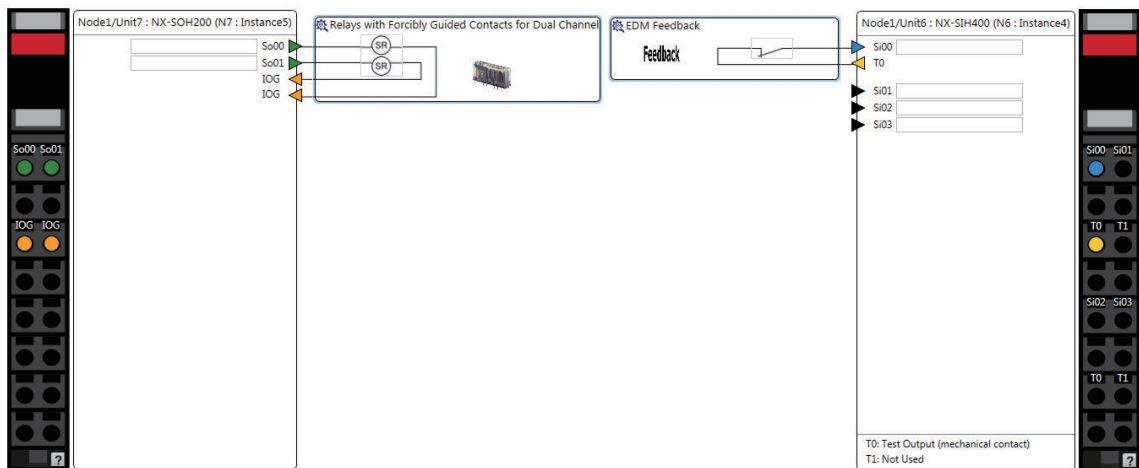 Node1/Unit7 : NX-SOH200 (N7 : Instance5)
So00
So01
IOG
IOG
So00 So01
IOG IOG
?
Relays with Forcibly Guided Contacts for Dual Channel
SR
SR
EDM Feedback
Feedback
Node1/Unit6 : NX-SIH400 (N6 : Instance4)
Si00
T0
Si01
Si02
Si03
T0: Test Output (mechanical contact)
T1: Not Used
Si00 Si01
T0 T1
Si02 Si03
T0 T1
?